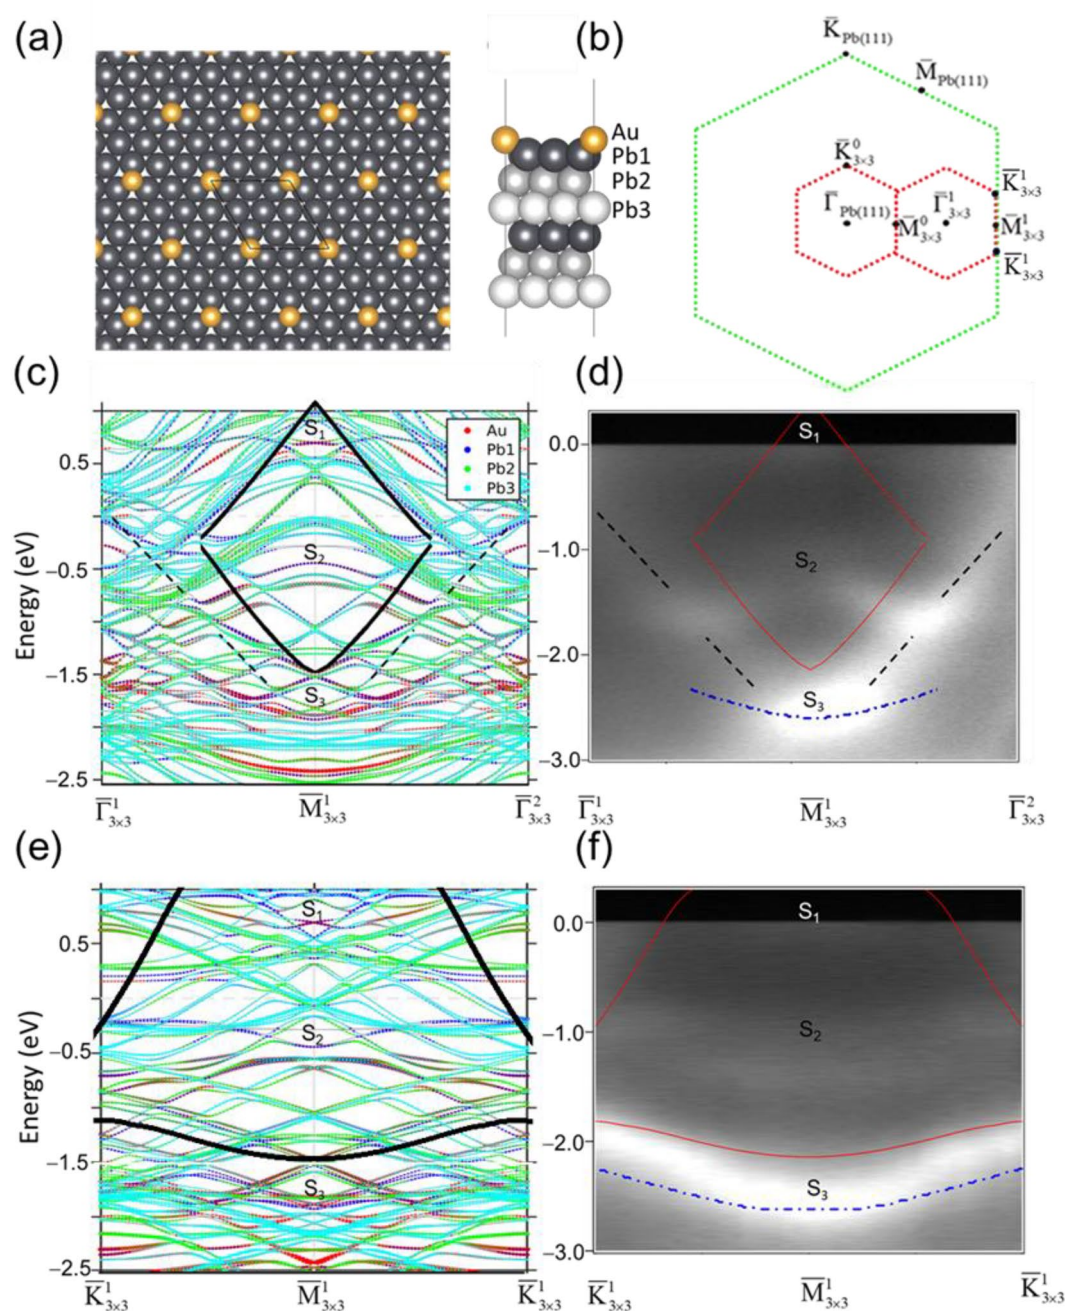 (a)
Au
Pb1
Pb2
Pb3
(b)
K̅Pb(111)
M̅Pb(111)
K̅⁰3×3
K̅¹3×3
Γ̅Pb(111)
Γ̅¹3×3
M̅⁰3×3
M̅¹3×3
K̅¹3×3
(c)
Energy (eV)
0.5
−0.5
−1.5
−2.5
S₁
S₂
S₃
Au
Pb1
Pb2
Pb3
Γ̅¹3×3
M̅¹3×3
Γ̅²3×3
(d)
0.0
−1.0
−2.0
−3.0
S₁
S₂
S₃
Γ̅¹3×3
M̅¹3×3
Γ̅²3×3
(e)
Energy (eV)
0.5
−0.5
−1.5
−2.5
S₁
S₂
S₃
K̅¹3×3
M̅¹3×3
K̅¹3×3
(f)
0.0
−1.0
−2.0
−3.0
S₁
S₂
S₃
K̅¹3×3
M̅¹3×3
K̅¹3×3